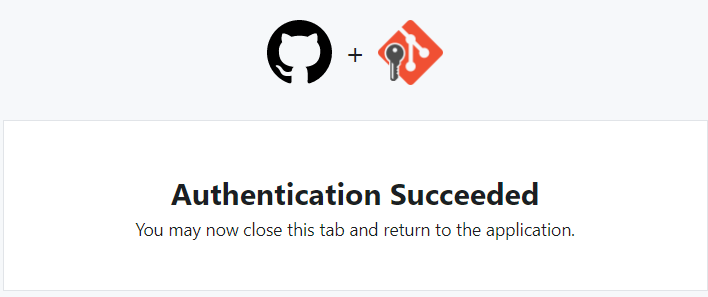 +
Authentication Succeeded
You may now close this tab and return to the application.